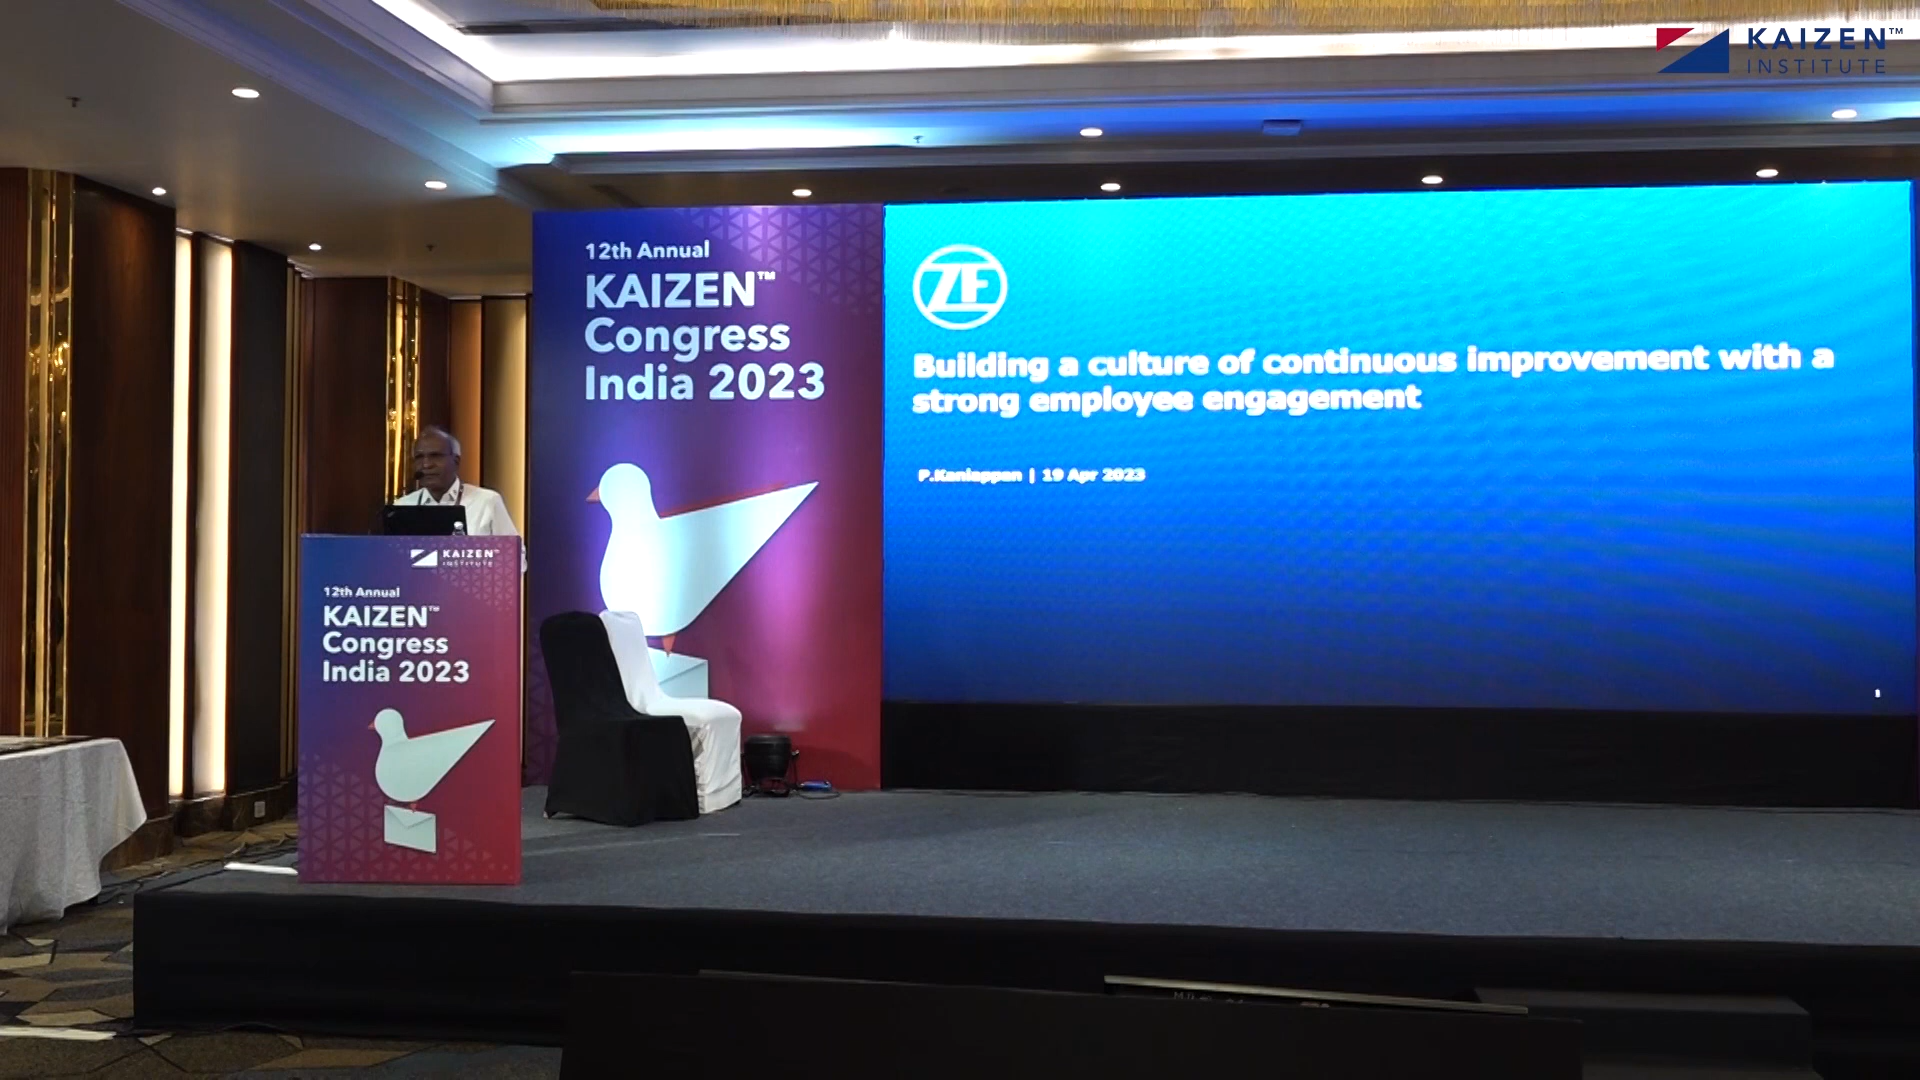 KAIZEN™
INSTITUTE
12th Annual
KAIZEN™
Congress
India 2023
ZF
Building a culture of continuous improvement with a
strong employee engagement
P.Kaniappan | 19 Apr 2023
KAIZEN™
INSTITUTE
12th Annual
KAIZEN™
Congress
India 2023